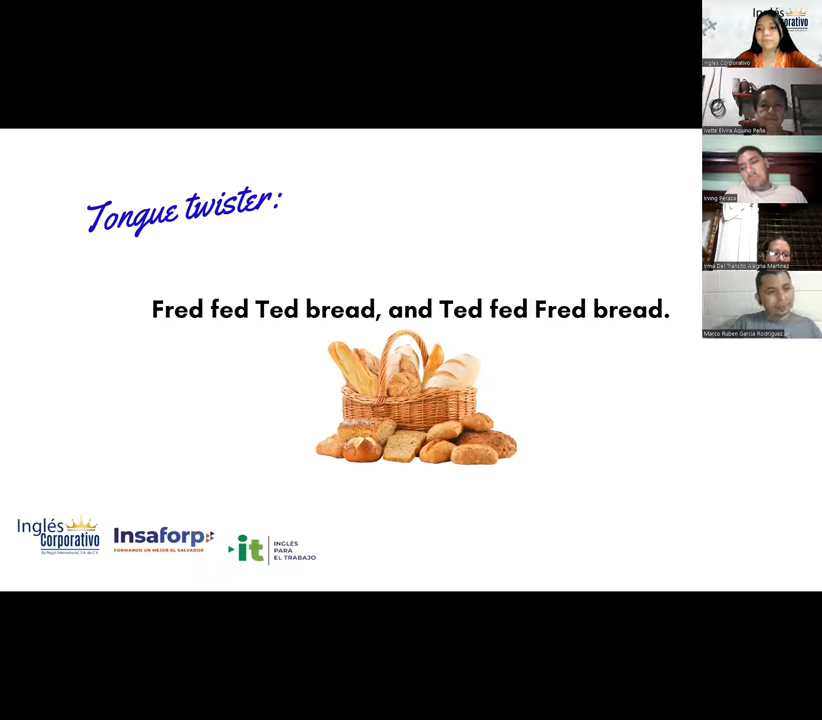 Tongue twister:
Fred fed Ted bread, and Ted fed Fred bread.
Inglés
Corporativo
By Regal International, S.A. de C.V.
Insaforp
FORMANDO UN MEJOR EL SALVADOR
it
INGLÉS
PARA
EL TRABAJO
Inglés
orativo
Inglés Corporativo
Ivette Elvira Aquino Peña
Irving Peraza
Irma Del Transito Alegria Martinez
Marco Ruben Garcia Rodriguez